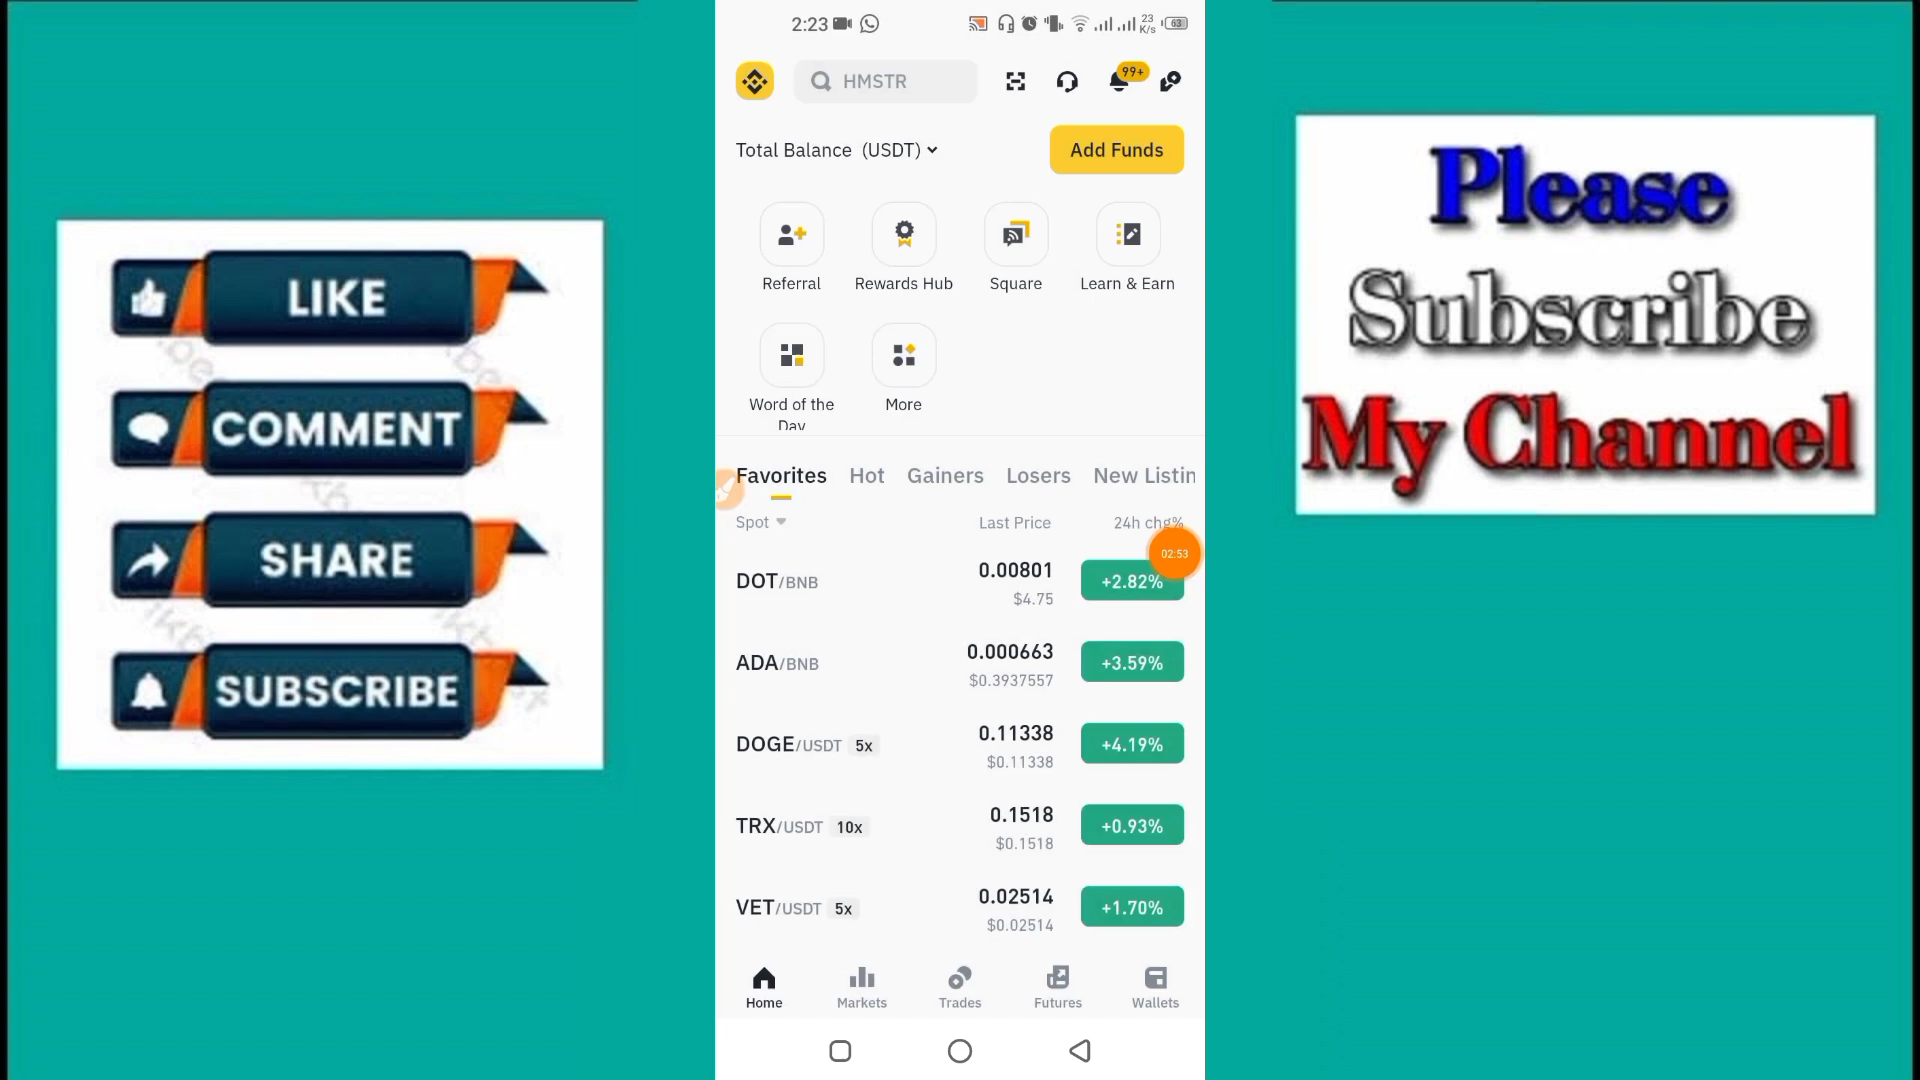 LIKE
COMMENT
SHARE
SUBSCRIBE
2:23
23
K/s
63
HMSTR
99+
Total Balance (USDT)
Add Funds
Referral
Rewards Hub
Square
Learn & Earn
Word of the
Day
More
Favorites Hot Gainers Losers New Listin
Spot Last Price 24h chg%
02:53
DOT/BNB 0.00801 +2.82%
$4.75
ADA/BNB 0.000663 +3.59%
$0.3937557
DOGE/USDT 5x 0.11338 +4.19%
$0.11338
TRX/USDT 10x 0.1518 +0.93%
$0.1518
VET/USDT 5x 0.02514 +1.70%
$0.02514
Home Markets Trades Futures Wallets
Please
Subscribe
My Channel